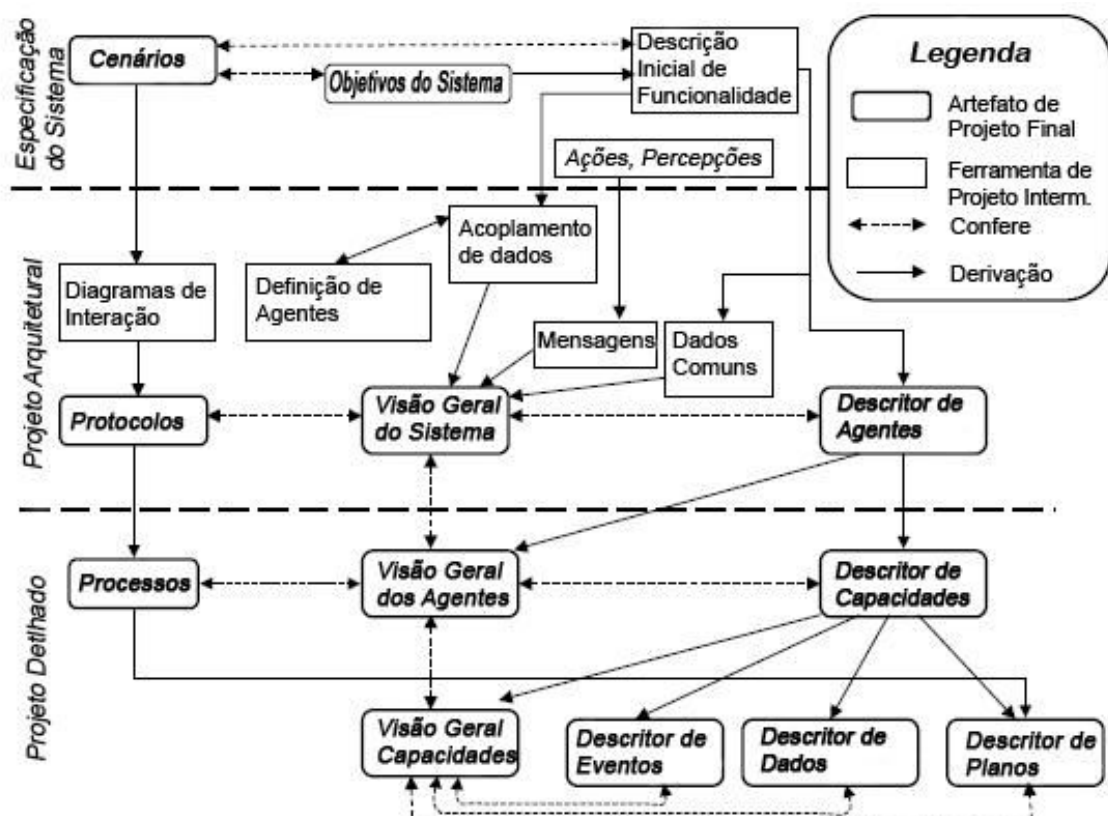 Especificação
do Sistema
Cenários
Objetivos do Sistema
Descrição
Inicial de
Funcionalidade
Ações, Percepções
Legenda
Artefato de
Projeto Final
Ferramenta de
Projeto Interm.
Confere
Derivação
Projeto Arquitetural
Diagramas de
Interação
Definição de
Agentes
Acoplamento
de dados
Mensagens
Dados
Comuns
Protocolos
Visão Geral
do Sistema
Descritor de
Agentes
Projeto Detlhado
Processos
Visão Geral
dos Agentes
Descritor de
Capacidades
Visão Geral
Capacidades
Descritor de
Eventos
Descritor de
Dados
Descritor de
Planos